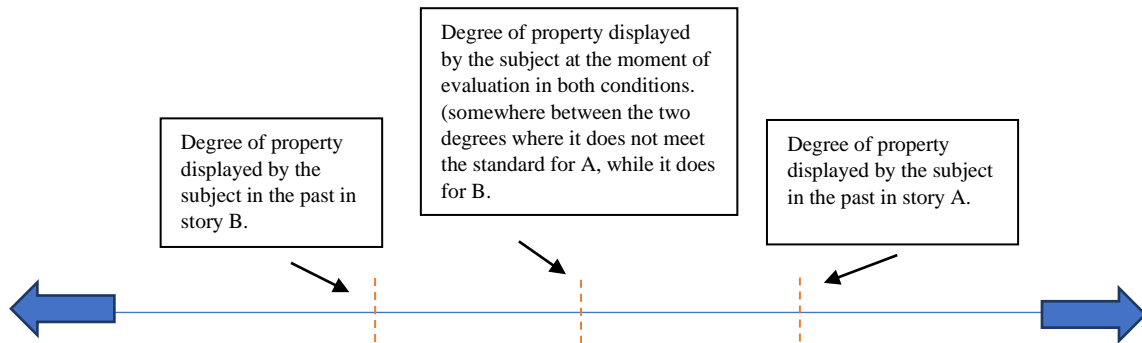 Degree of property
displayed by the
subject in the past in
story B.
Degree of property displayed
by the subject at the moment of
evaluation in both conditions.
(somewhere between the two
degrees where it does not meet
the standard for A, while it does
for B.
Degree of property
displayed by the subject
in the past in story A.